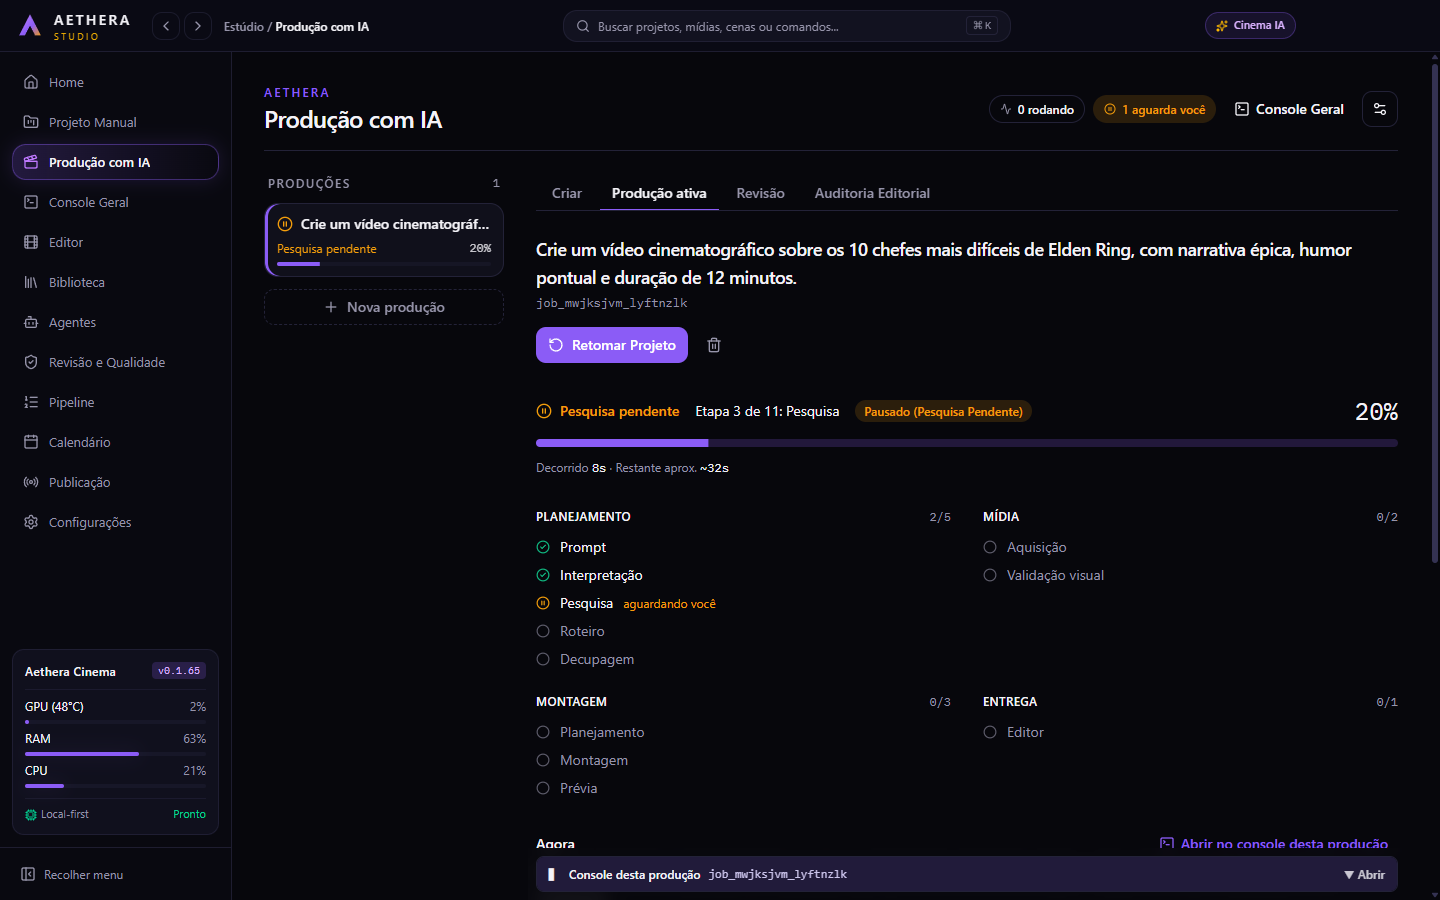 AETHERA
STUDIO
Estúdio / Produção com IA
Buscar projetos, mídias, cenas ou comandos...
⌘ K
Cinema IA
Home
Projeto Manual
Produção com IA
Console Geral
Editor
Biblioteca
Agentes
Revisão e Qualidade
Pipeline
Calendário
Publicação
Configurações
Aethera Cinema v0.1.65
GPU (48°C) 2%
RAM 63%
CPU 21%
Local-first Pronto
Recolher menu
AETHERA
Produção com IA
0 rodando
1 aguarda você
Console Geral
PRODUÇÕES 1
Crie um vídeo cinematográf...
Pesquisa pendente 20%
Nova produção
Criar Produção ativa Revisão Auditoria Editorial
Crie um vídeo cinematográfico sobre os 10 chefes mais difíceis de Elden Ring, com narrativa épica, humor
pontual e duração de 12 minutos.
job_mwjksjvm_lyftnzlk
Retomar Projeto
Pesquisa pendente Etapa 3 de 11: Pesquisa Pausado (Pesquisa Pendente) 20%
Decorrido 8s · Restante aprox. ~32s
PLANEJAMENTO 2/5
Prompt
Interpretação
Pesquisa aguardando você
Roteiro
Decupagem
MÍDIA 0/2
Aquisição
Validação visual
MONTAGEM 0/3
Planejamento
Montagem
Prévia
ENTREGA 0/1
Editor
Agora Abrir no console desta produção
Console desta produção job_mwjksjvm_lyftnzlk ▼ Abrir